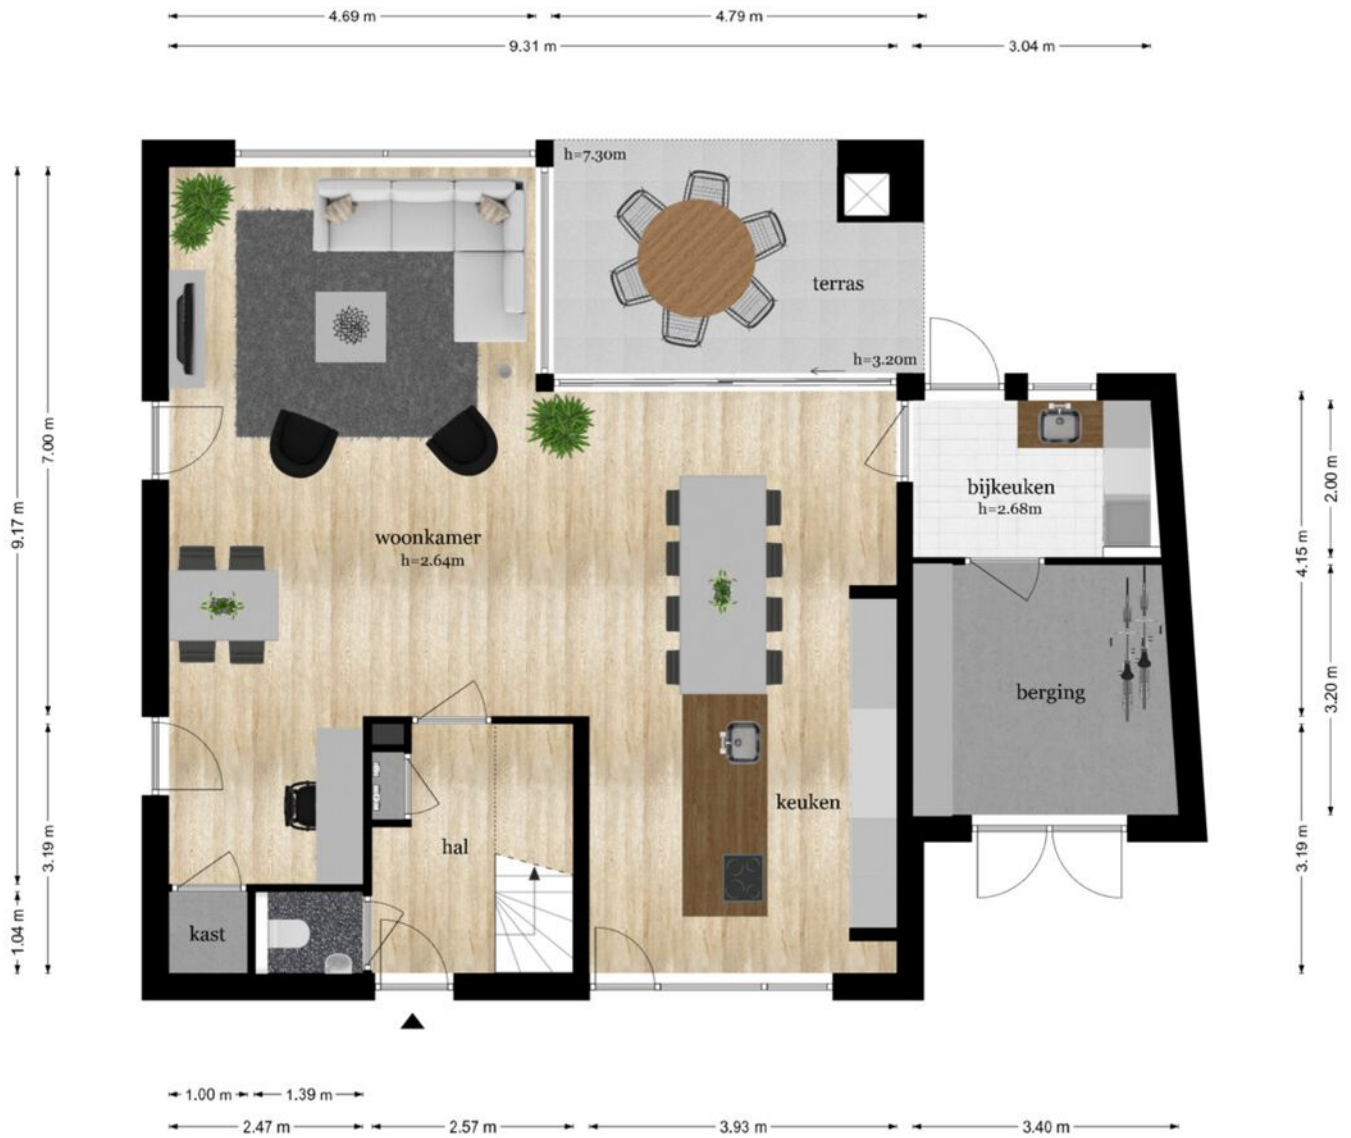 4.69 m
4.79 m
9.31 m
3.04 m
h=7.30m
terras
h=3.20m
7.00 m
9.17 m
2.00 m
4.15 m
bijkeuken
h=2.68m
woonkamer
h=2.64m
3.20 m
berging
keuken
hal
3.19 m
3.19 m
kast
1.04 m
1.00 m
1.39 m
2.47 m
2.57 m
3.93 m
3.40 m